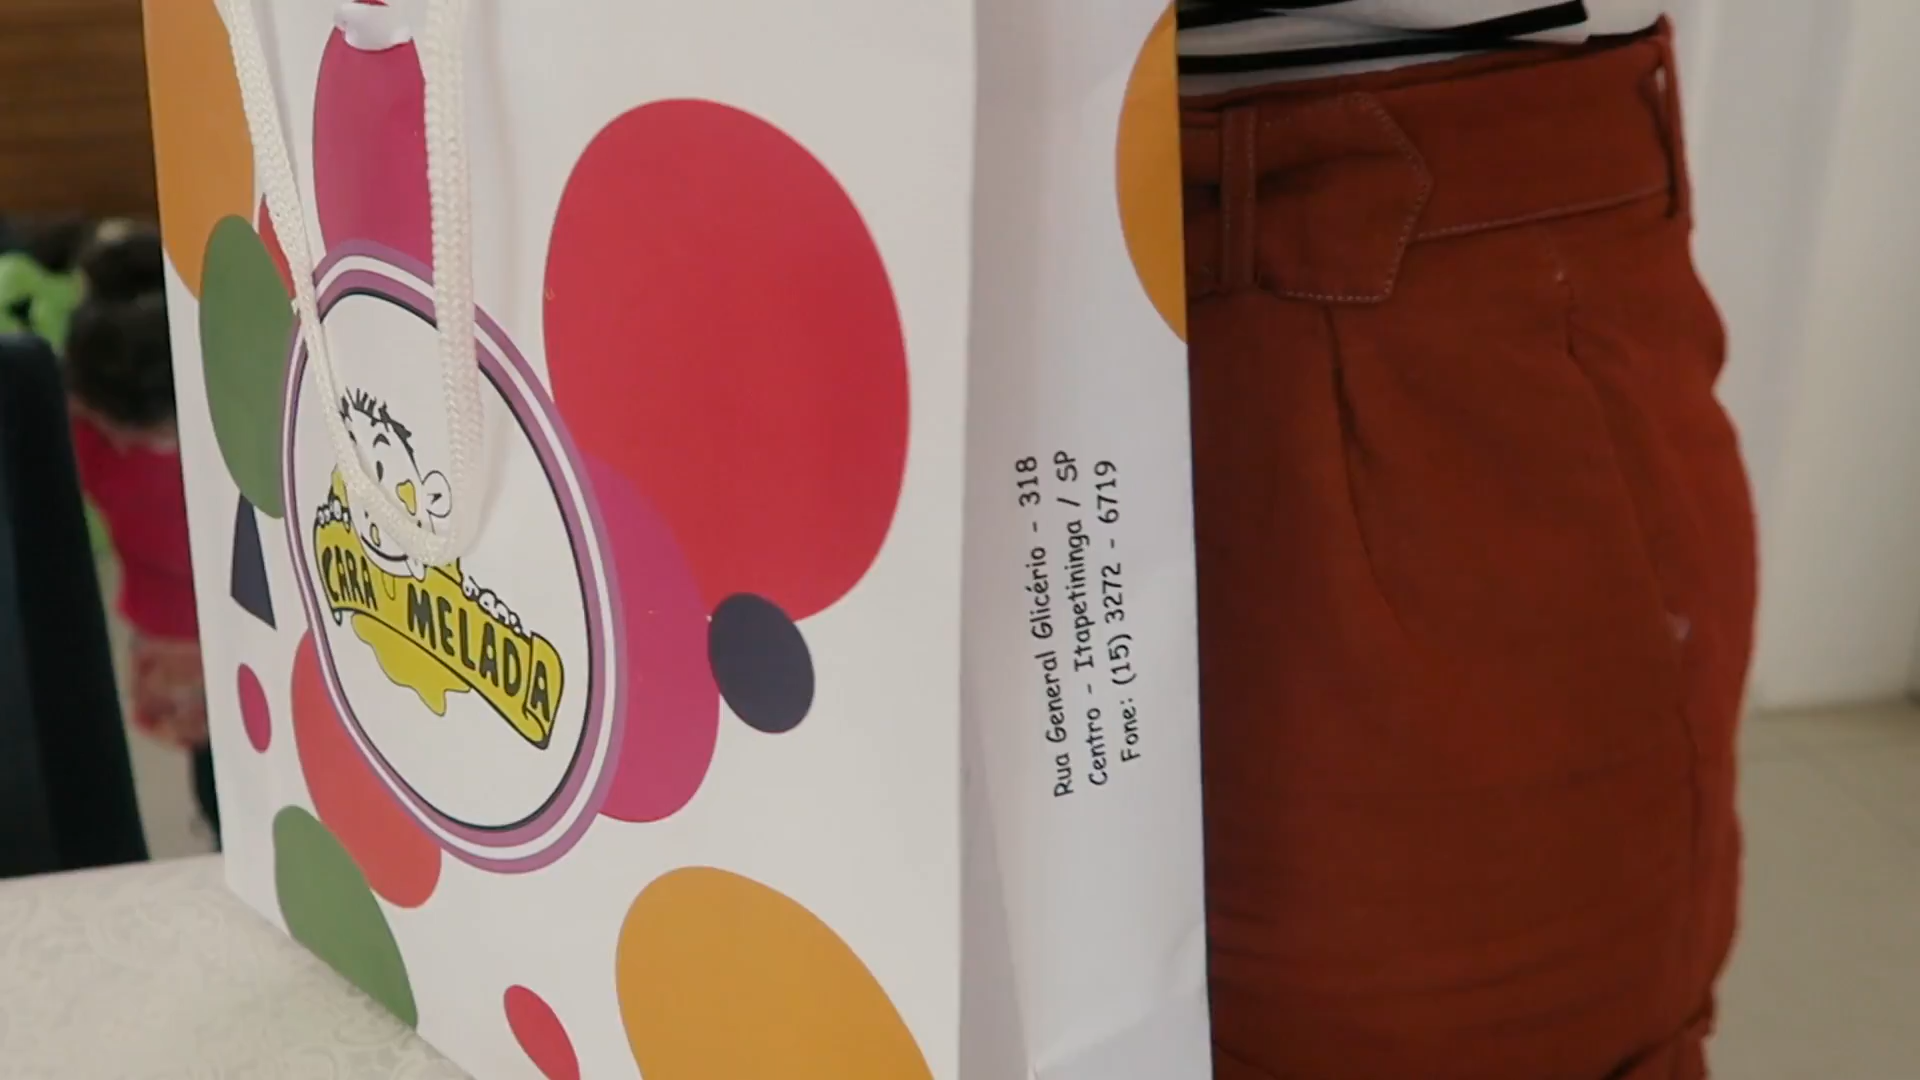 CARA MELADA
Rua General Glicério - 318
Centro - Itapetininga / SP
Fone: (15) 3272 - 6719